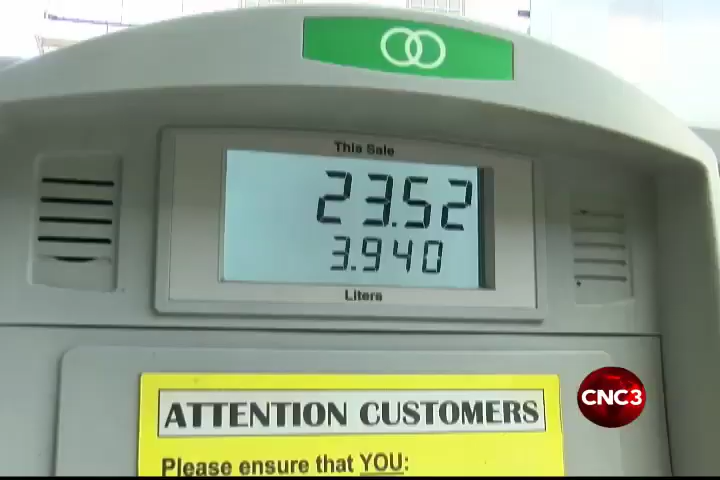 This Sale
23.52
3.940
Liters
ATTENTION CUSTOMERS
CNC3
Please ensure that YOU: